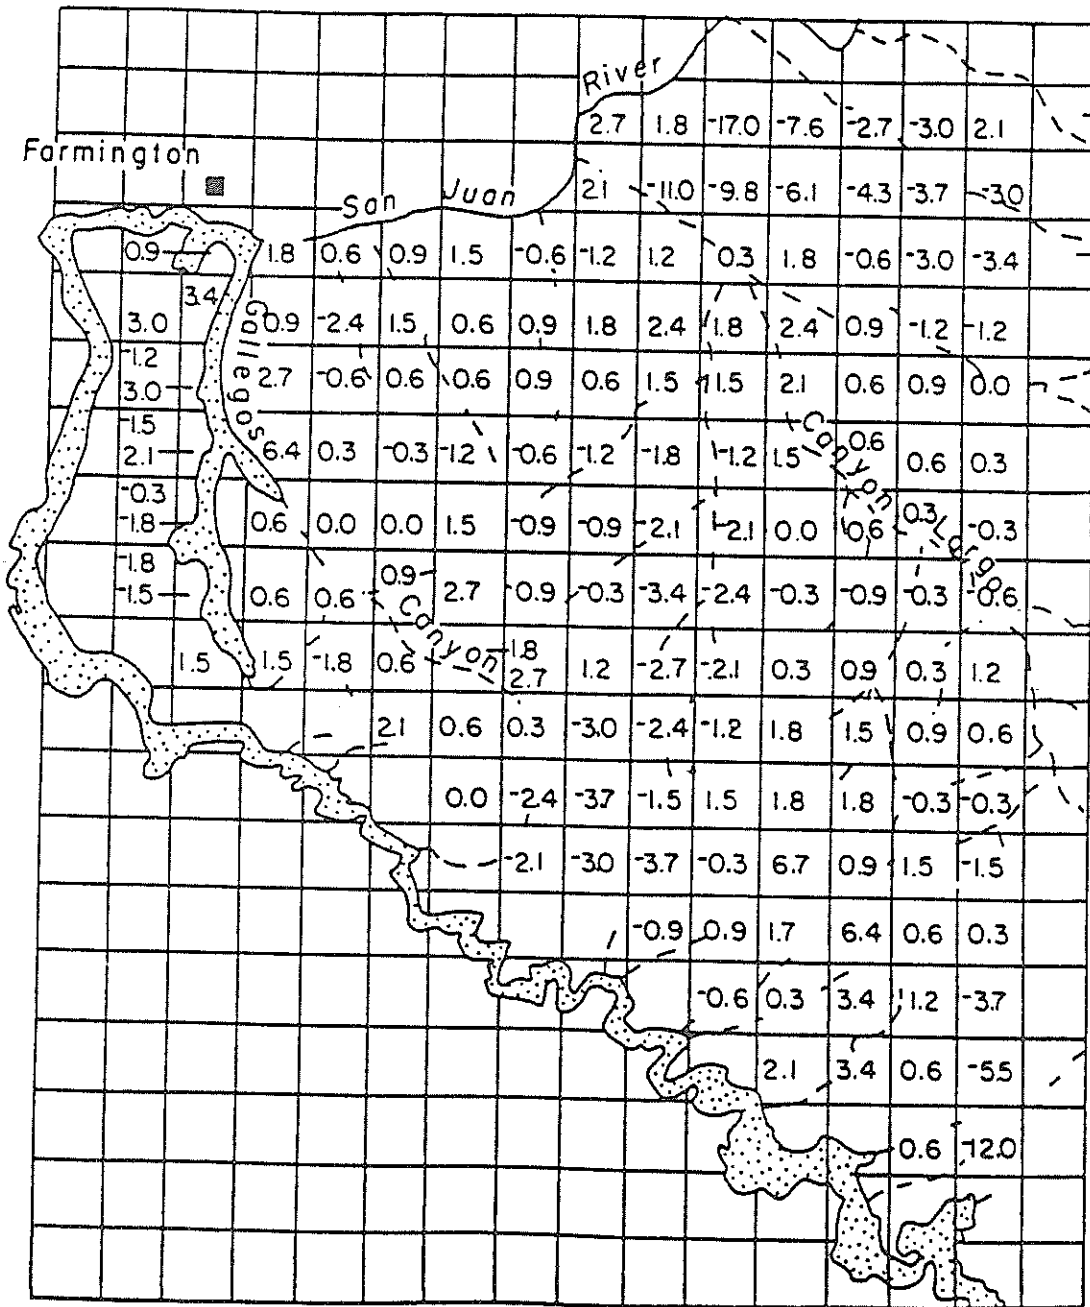 River
2.7 1.8 -17.0 -7.6 -2.7 -3.0 2.1
Farmington
San Juan
2.1 -11.0 -9.8 -6.1 -4.3 -3.7 -3.0
0.9 1.8 0.6 0.9 1.5 -0.6 -1.2 1.2 0.3 1.8 -0.6 -3.0 -3.4
3.4
Gallegos
3.0 0.9 -2.4 1.5 0.6 0.9 1.8 2.4 1.8 2.4 0.9 -1.2 -1.2
-1.2
3.0 2.7 -0.6 0.6 0.6 0.9 0.6 1.5 1.5 2.1 0.6 0.9 0.0
-1.5
Canyon
2.1 6.4 0.3 -0.3 -1.2 -0.6 -1.2 -1.8 -1.2 1.5 0.6 0.6 0.3
-0.3
-1.8 0.6 0.0 0.0 1.5 -0.9 -0.9 -2.1 -2.1 0.0 0.6 0.3 -0.3
Largo
-1.8
-1.5 0.6 0.6 0.9 2.7 -0.9 -0.3 -3.4 -2.4 -0.3 -0.9 -0.3 -0.6
Canyon
-1.8
1.5 1.5 -1.8 0.6 2.7 1.2 -2.7 -2.1 0.3 0.9 0.3 1.2
2.1 0.6 0.3 -3.0 -2.4 -1.2 1.8 1.5 0.9 0.6
0.0 -2.4 -3.7 -1.5 1.5 1.8 1.8 -0.3 -0.3
-2.1 -3.0 -3.7 -0.3 6.7 0.9 1.5 -1.5
-0.9 0.9 1.7 6.4 0.6 0.3
-0.6 0.3 3.4 1.2 -3.7
2.1 3.4 0.6 -5.5
0.6 -12.0